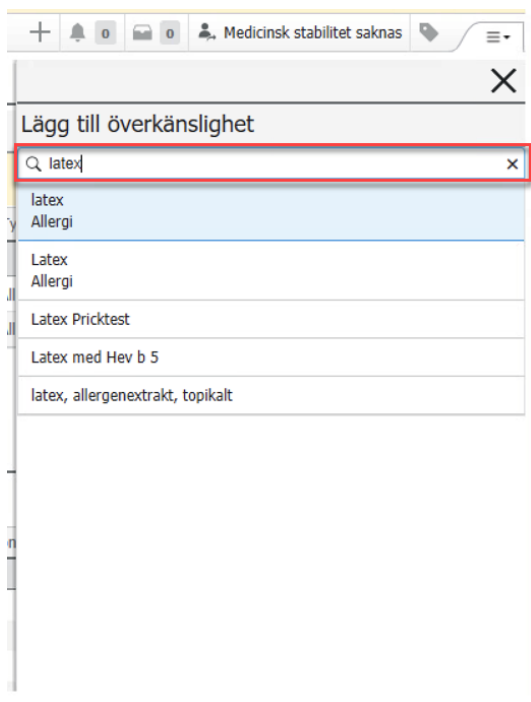 0 0 Medicinsk stabilitet saknas
Lägg till överkänslighet
latex
latex
Allergi
Latex
Allergi
Latex Pricktest
Latex med Hev b 5
latex, allergenextrakt, topikalt